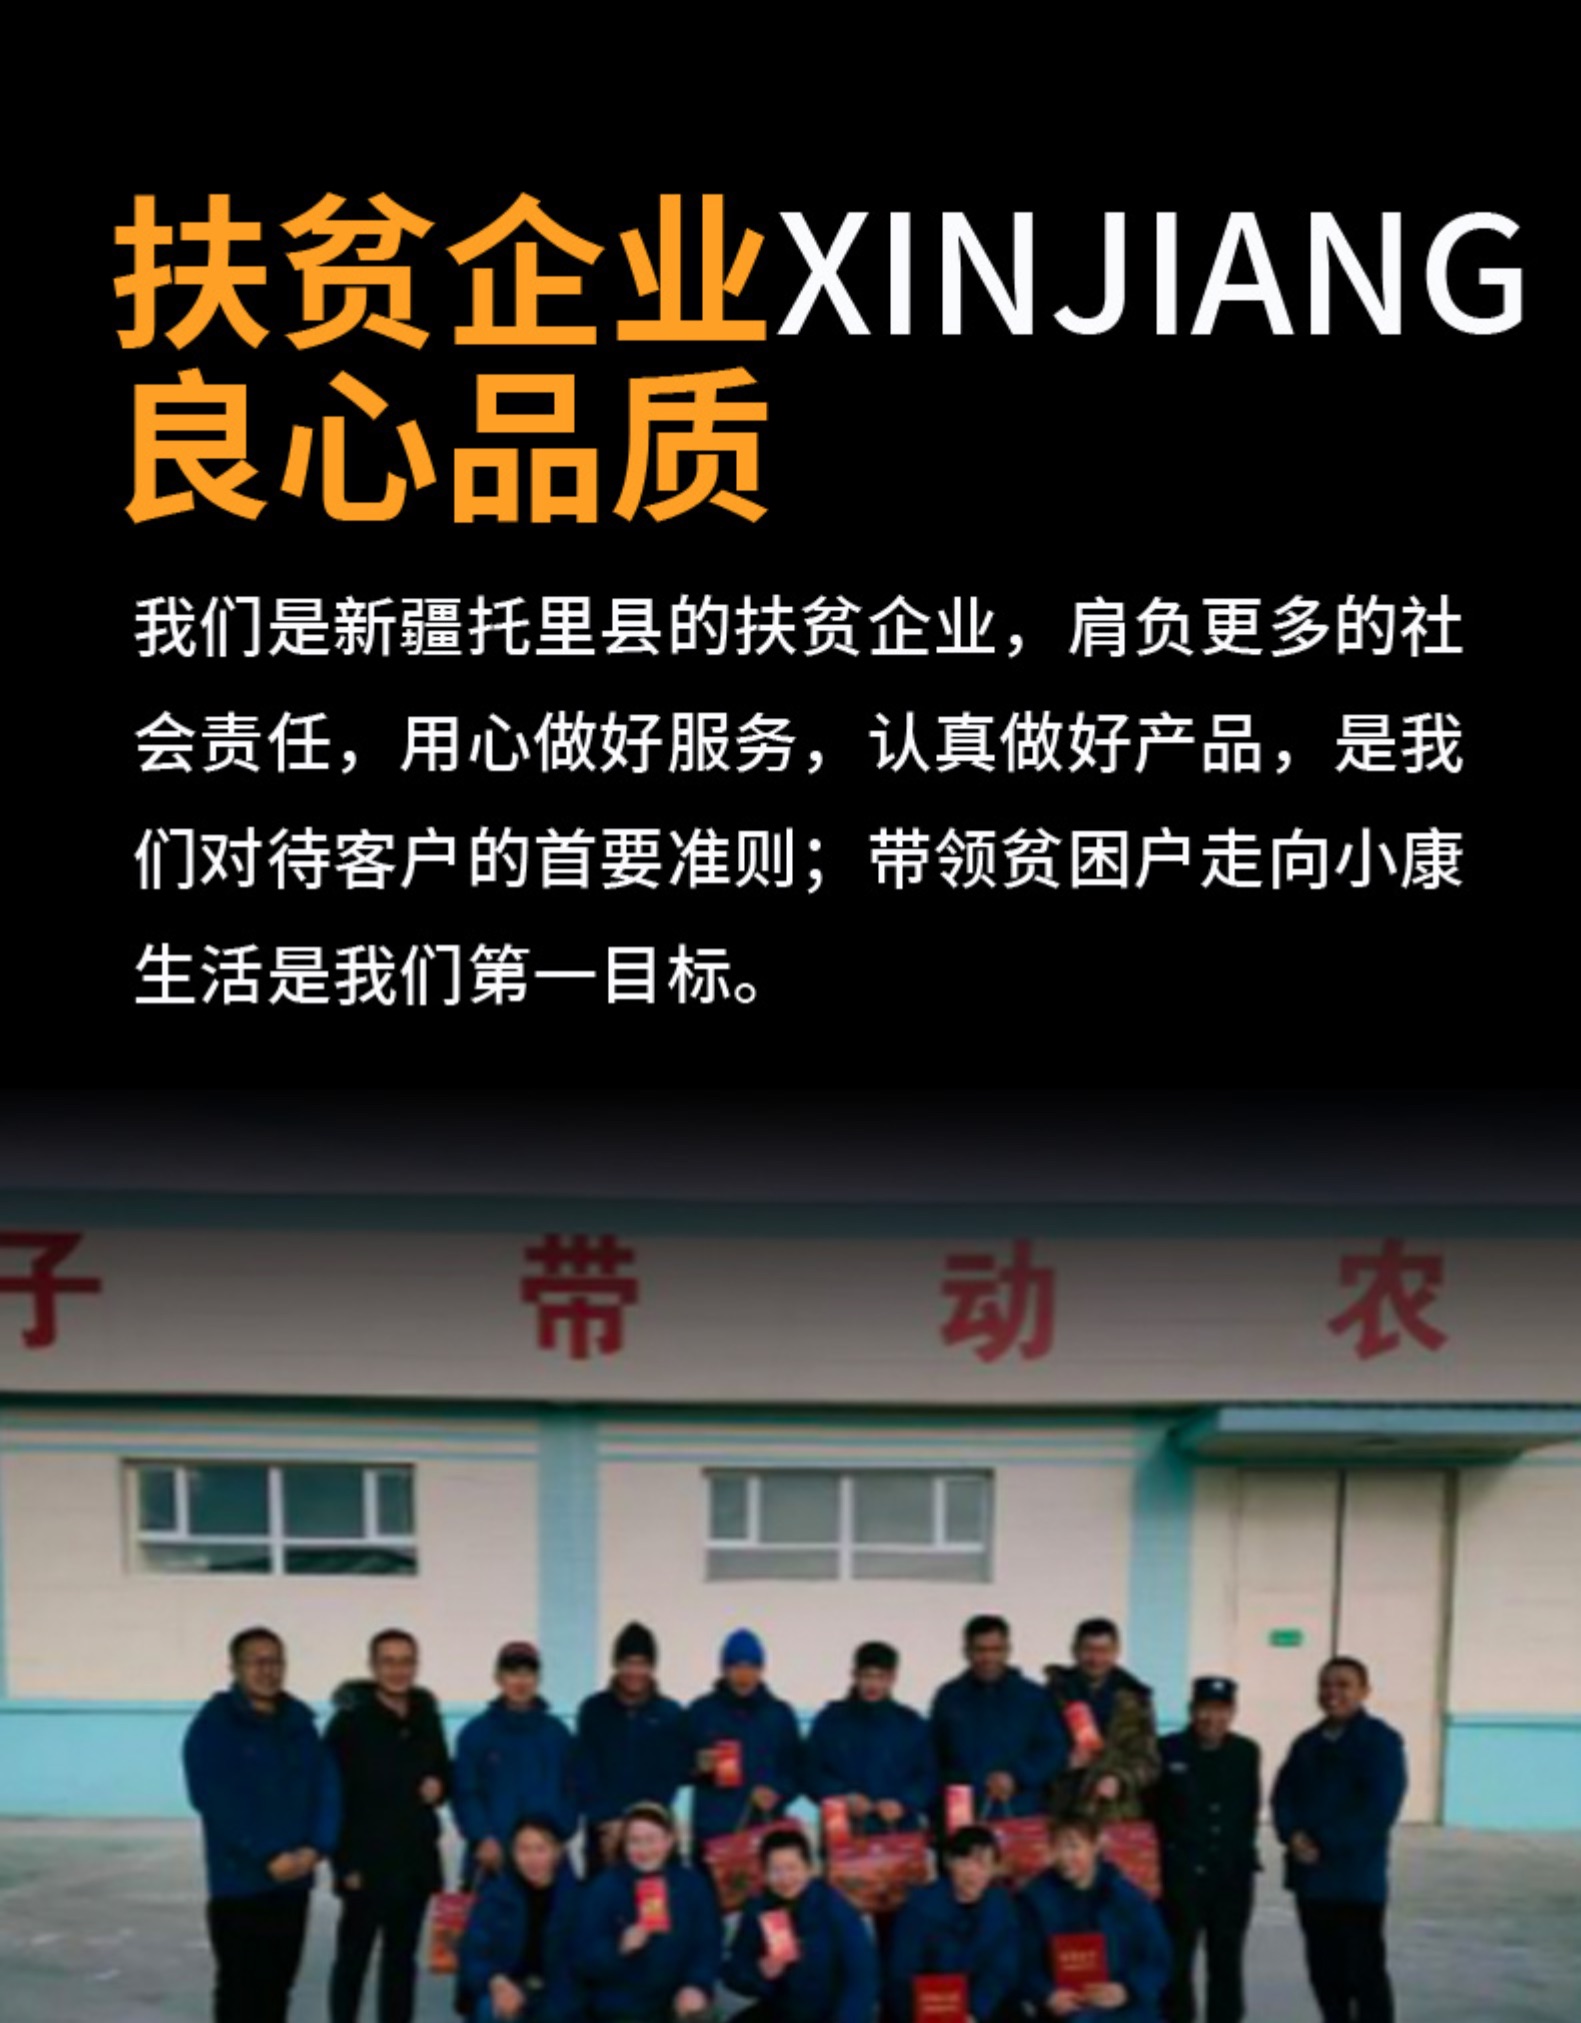 扶贫企业XINJIANG
良心品质
我们是新疆托里县的扶贫企业，肩负更多的社
会责任，用心做好服务，认真做好产品，是我
们对待客户的首要准则；带领贫困户走向小康
生活是我们第一目标。
子 带 动 农